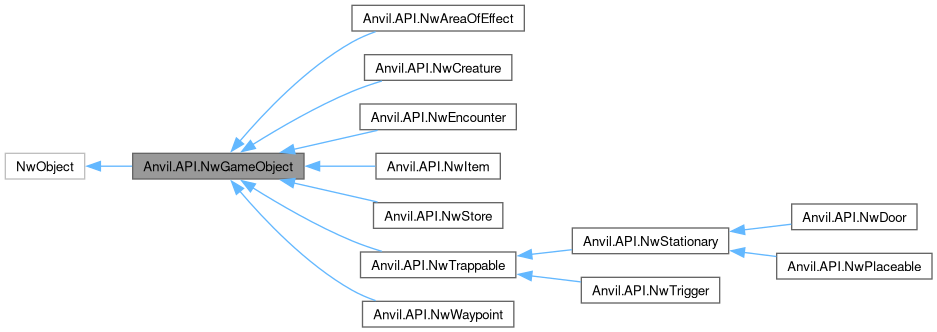 Anvil.API.NwAreaOfEffect
Anvil.API.NwCreature
Anvil.API.NwEncounter
NwObject
Anvil.API.NwGameObject
Anvil.API.NwItem
Anvil.API.NwStore
Anvil.API.NwDoor
Anvil.API.NwStationary
Anvil.API.NwTrappable
Anvil.API.NwPlaceable
Anvil.API.NwTrigger
Anvil.API.NwWaypoint